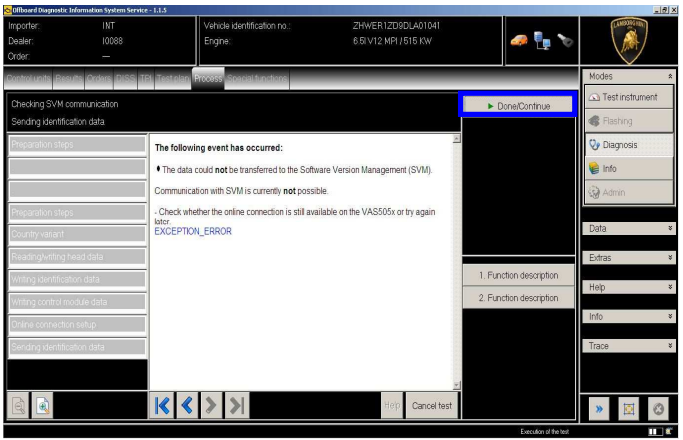 Offboard Diagnostic Information System Service - 1.1.5
Importer: INT
Dealer: I0088
Order: —
Vehicle identification no.: ZHWER1ZD9DLA01041
Engine: 6.5l V12 MPI / 515 KW
LAMBORGHINI
Control units Results Orders DISS TPI Test plan Process Special functions
Checking SVM communication
Sending identification data
Done/Continue
Preparation steps
Preparation steps
Country variant
Reading/writing head data
Writing identification data
Writing control module data
Online connection setup
Sending identification data
The following event has occurred:
The data could not be transferred to the Software Version Management (SVM).
Communication with SVM is currently not possible.
- Check whether the online connection is still available on the VAS505x or try again
later.
EXCEPTION_ERROR
1. Function description
2. Function description
Help
Cancel test
Modes
Test instrument
Flashing
Diagnosis
Info
Admin
Data
Extras
Help
Info
Trace
Execution of the test